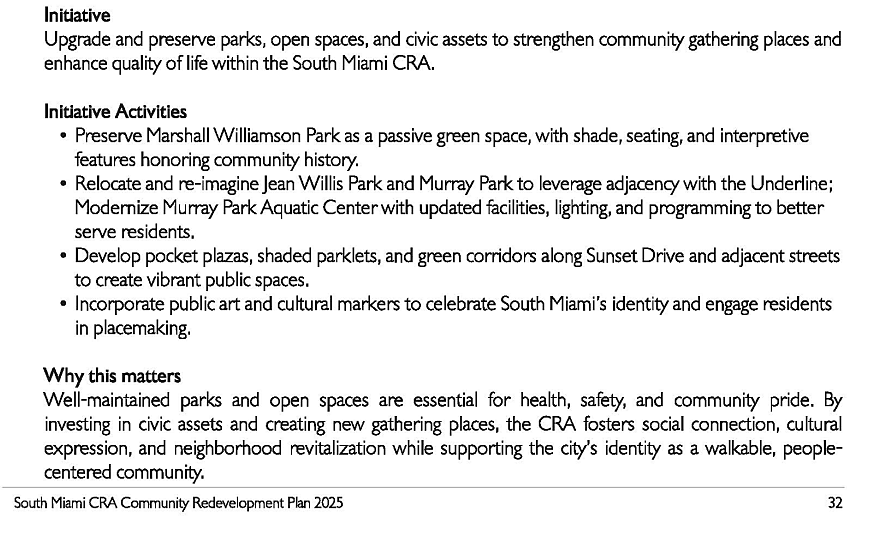 Initiative
Upgrade and preserve parks, open spaces, and civic assets to strengthen community gathering places and
enhance quality of life within the South Miami CRA.
Initiative Activities
• Preserve Marshall Williamson Park as a passive green space, with shade, seating, and interpretive
features honoring community history.
• Relocate and re-imagine Jean Willis Park and Murray Park to leverage adjacency with the Underline;
Modernize Murray Park Aquatic Center with updated facilities, lighting, and programming to better
serve residents.
• Develop pocket plazas, shaded parklets, and green corridors along Sunset Drive and adjacent streets
to create vibrant public spaces.
• Incorporate public art and cultural markers to celebrate South Miami's identity and engage residents
in placemaking.
Why this matters
Well-maintained parks and open spaces are essential for health, safety, and community pride. By
investing in civic assets and creating new gathering places, the CRA fosters social connection, cultural
expression, and neighborhood revitalization while supporting the city's identity as a walkable, people-
centered community.
South Miami CRA Community Redevelopment Plan 2025 32